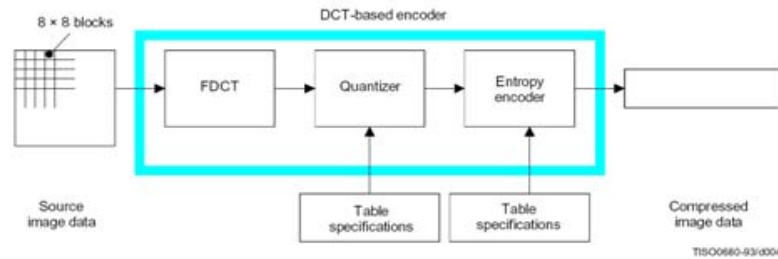 DCT-based encoder
8 × 8 blocks
FDCT
Quantizer
Entropy
encoder
Source
image data
Table
specifications
Table
specifications
Compressed
image data
TISO0680-93/d004